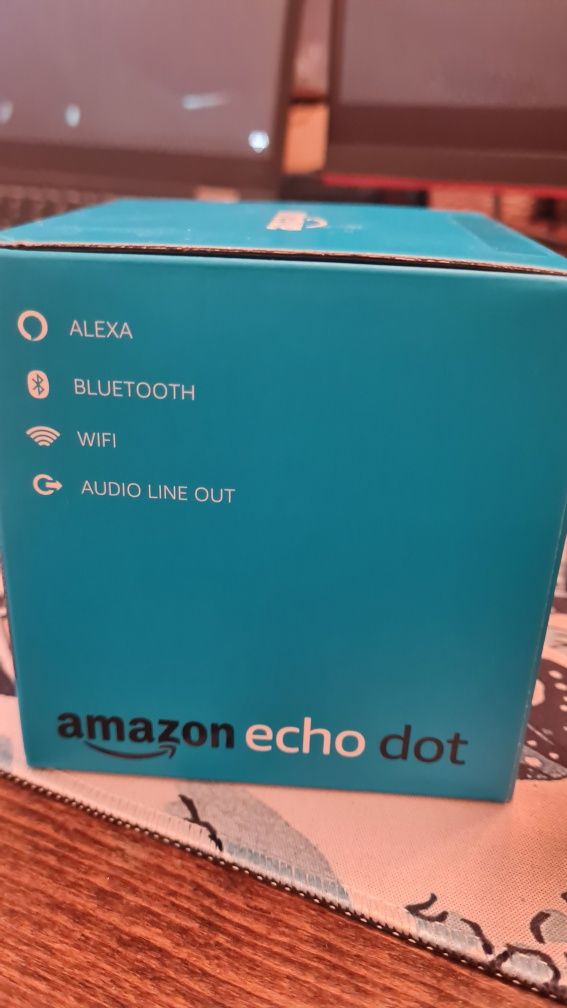 ALEXA
BLUETOOTH
WIFI
AUDIO LINE OUT
amazon echo dot